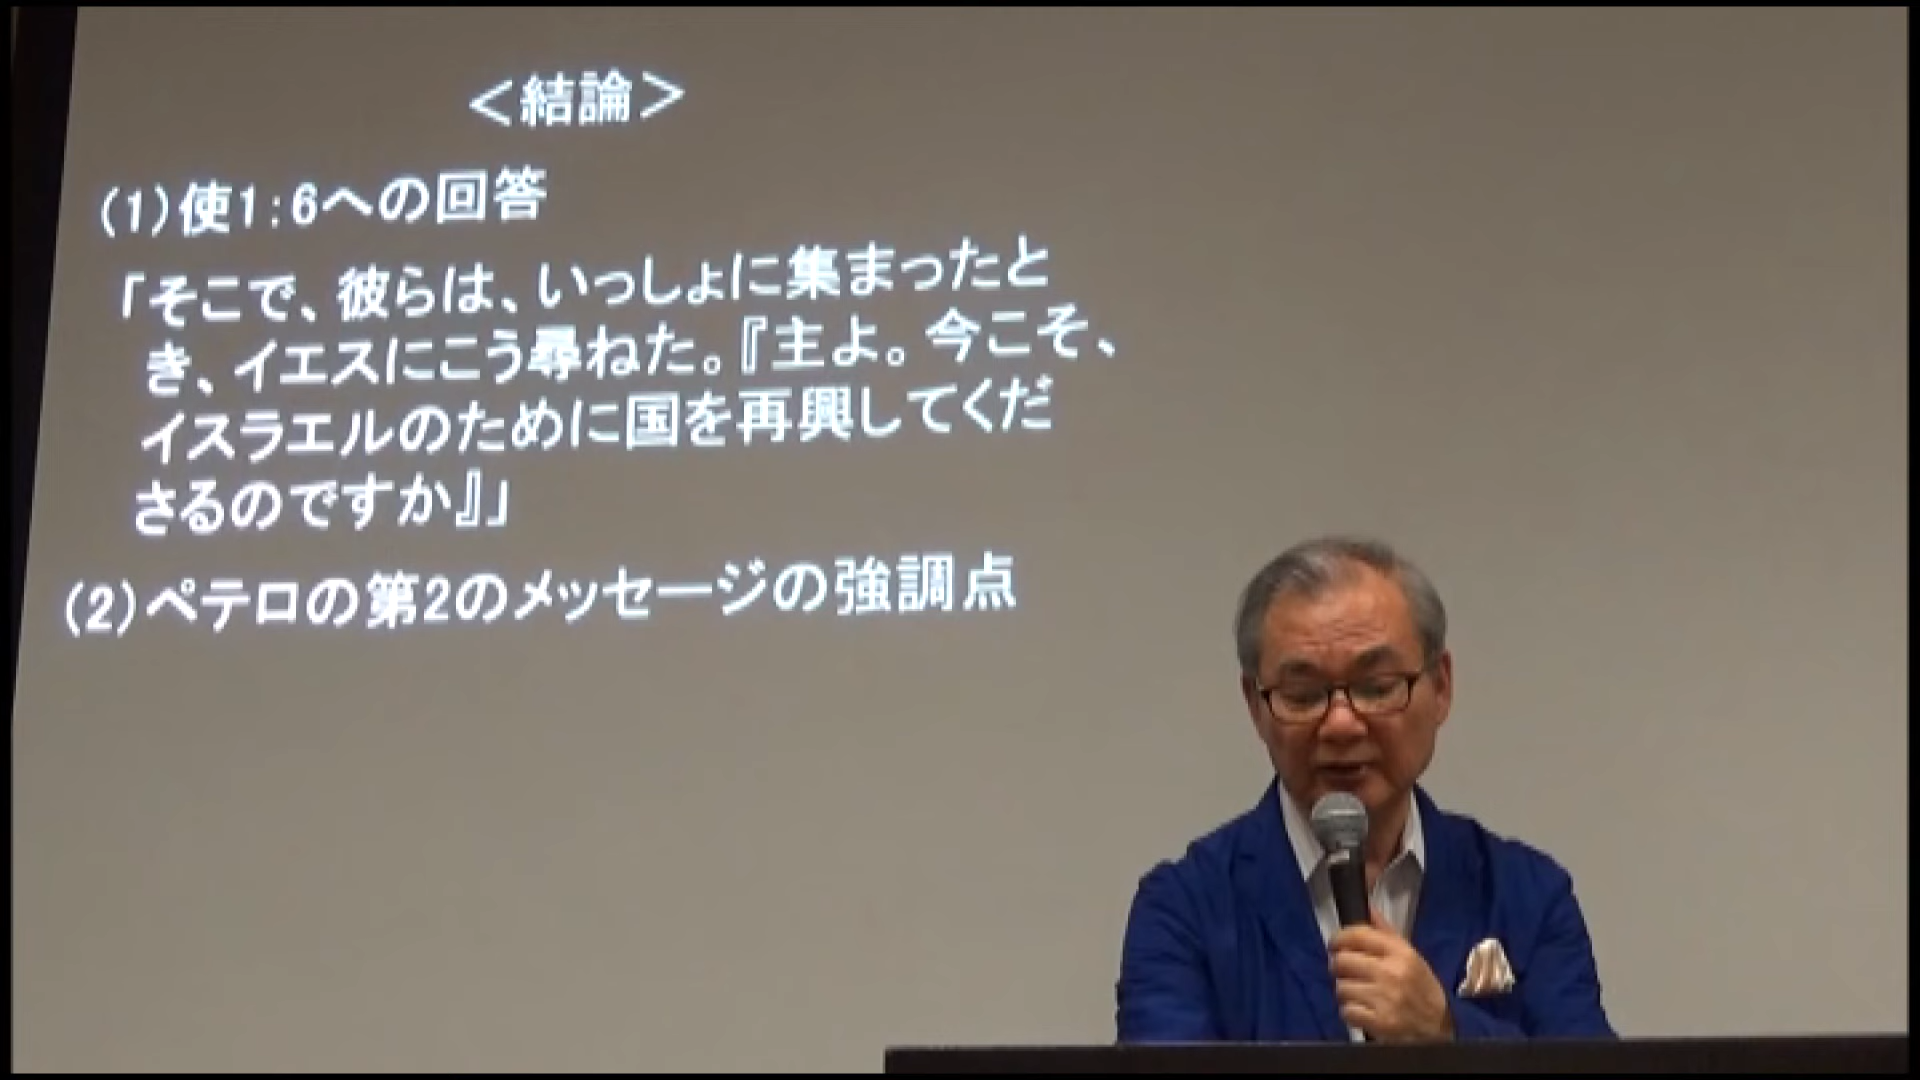 ＜結論＞
(1)使1:6への回答
「そこで、彼らは、いっしょに集まったと
き、イエスにこう尋ねた。『主よ。今こそ、
イスラエルのために国を再興してくだ
さるのですか』」
(2)ペテロの第2のメッセージの強調点